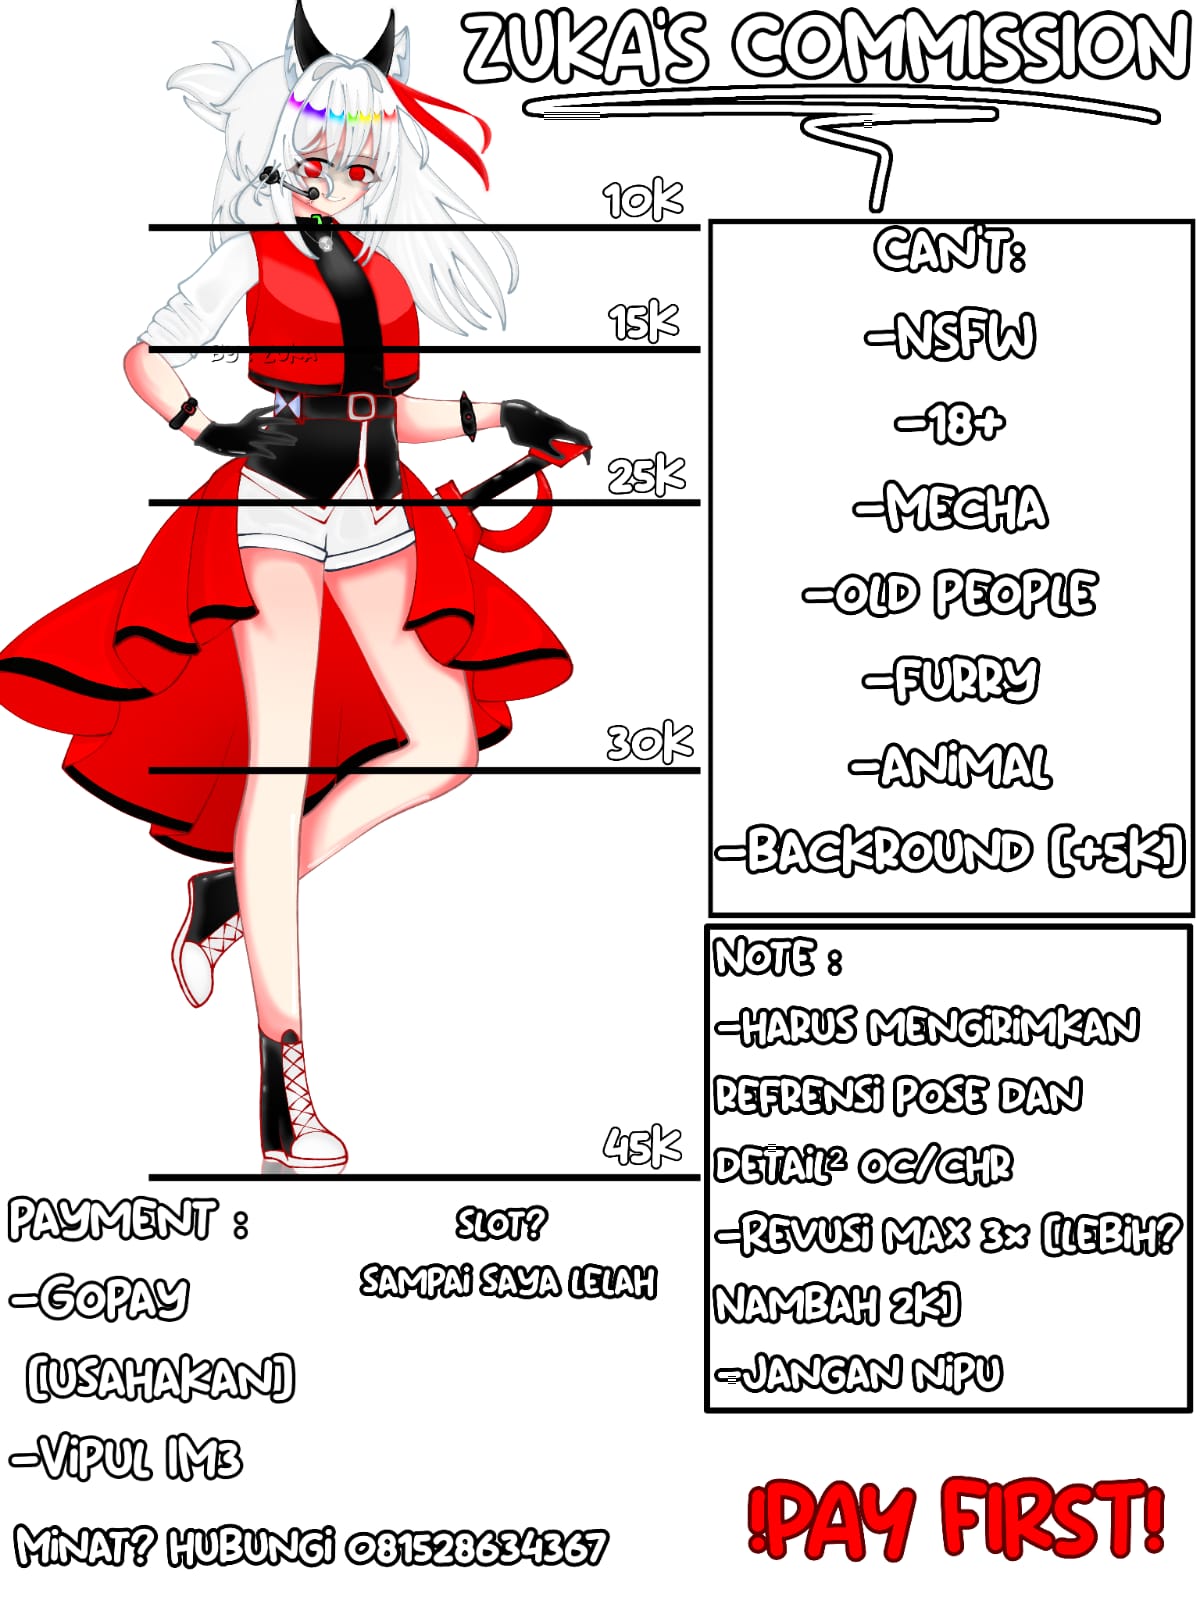 ZUKA'S COMMISSION
10K
15K
BY : ZUKA
25K
30K
45K
CAN'T:
-NSFW
-18+
-MECHA
-OLD PEOPLE
-FURRY
-ANIMAL
-BACKROUND [+5K]
NOTE :
-HARUS MENGIRIMKAN
REFRENSI POSE DAN
DETAIL² OC/CHR
-REVUSI MAX 3X [LEBIH?
NAMBAH 2K]
-JANGAN NIPU
PAYMENT :
-GOPAY
[USAHAKAN]
-VIPUL IM3
SLOT?
SAMPAI SAYA LELAH
MINAT? HUBUNGI 081528634367
!PAY FIRST!